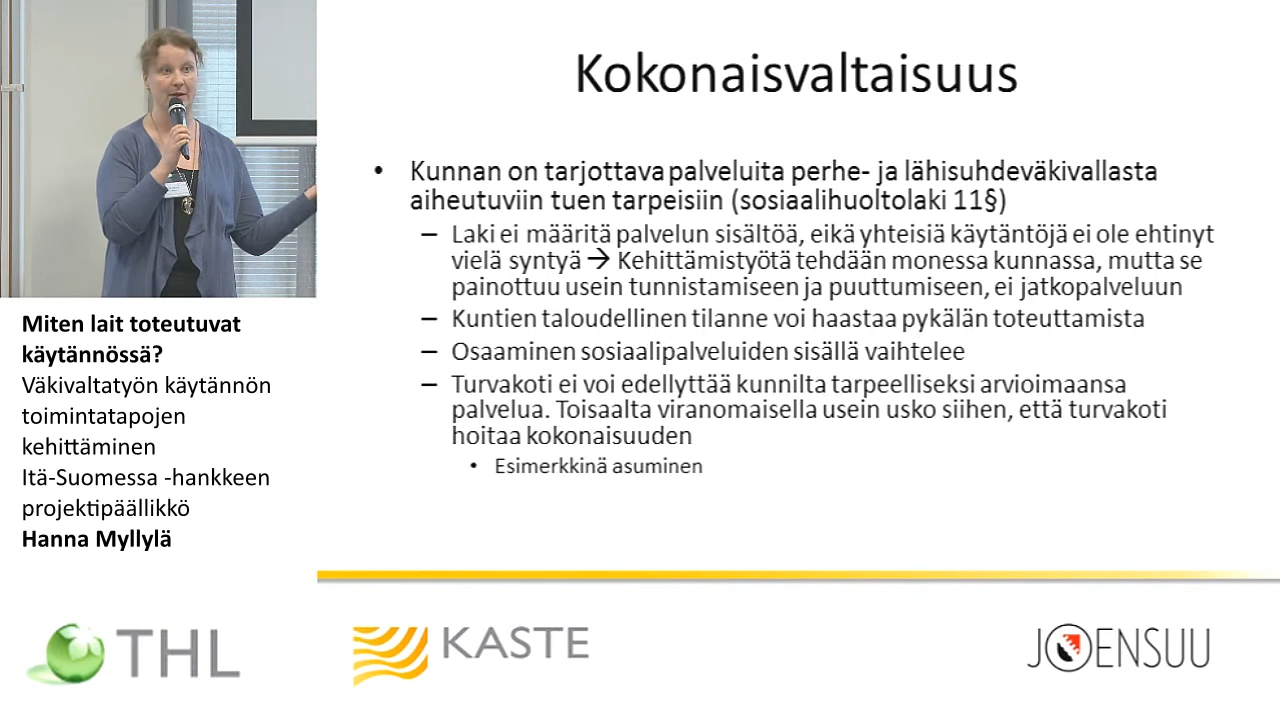 Kokonaisvaltaisuus
• Kunnan on tarjottava palveluita perhe- ja lähisuhdeväkivallasta
aiheutuviin tuen tarpeisiin (sosiaalihuoltolaki 11§)
– Laki ei määritä palvelun sisältöä, eikä yhteisiä käytäntöjä ei ole ehtinyt
vielä syntyä → Kehittämistyötä tehdään monessa kunnassa, mutta se
painottuu usein tunnistamiseen ja puuttumiseen, ei jatkopalveluun
– Kuntien taloudellinen tilanne voi haastaa pykälän toteuttamista
– Osaaminen sosiaalipalveluiden sisällä vaihtelee
– Turvakoti ei voi edellyttää kunnilta tarpeelliseksi arvioimaansa
palvelua. Toisaalta viranomaisella usein usko siihen, että turvakoti
hoitaa kokonaisuuden
• Esimerkkinä asuminen
Miten lait toteutuvat
käytännössä?
Väkivaltatyön käytännön
toimintatapojen
kehittäminen
Itä-Suomessa -hankkeen
projektipäällikkö
Hanna Myllylä
THL
KASTE
JOENSUU